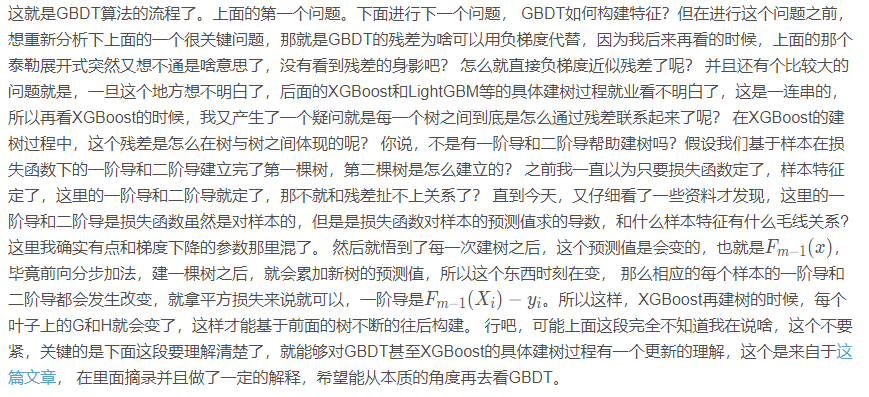 这就是GBDT算法的流程了。上面的第一个问题。下面进行下一个问题， GBDT如何构建特征？但在进行这个问题之前，
想重新分析下上面的一个很关键问题，那就是GBDT的残差为啥可以用负梯度代替，因为我后来再看的时候，上面的那个
泰勒展开式突然又想不通是啥意思了，没有看到残差的身影吧？ 怎么就直接负梯度近似残差了呢？ 并且还有个比较大的
问题就是，一旦这个地方想不明白了，后面的XGBoost和LightGBM等的具体建树过程就业看不明白了，这是一连串的，
所以再看XGBoost的时候，我又产生了一个疑问就是每一个树之间到底是怎么通过残差联系起来了呢？ 在XGBoost的建
树过程中，这个残差是怎么在树与树之间体现的呢？ 你说，不是有一阶导和二阶导帮助建树吗？假设我们基于样本在损
失函数下的一阶导和二阶导建立完了第一棵树，第二棵树是怎么建立的？ 之前我一直以为只要损失函数定了，样本特征
定了，这里的一阶导和二阶导就定了，那不就和残差扯不上关系了？ 直到今天，又仔细看了一些资料才发现，这里的一
阶导和二阶导是损失函数虽然是对样本的，但是是损失函数对样本的预测值求的导数，和什么样本特征有什么毛线关系？
这里我确实有点和梯度下降的参数那里混了。 然后就悟到了每一次建树之后，这个预测值是会变的，也就是$F_{m-1}(x)$，
毕竟前向分步加法，建一棵树之后，就会累加新树的预测值，所以这个东西时刻在变， 那么相应的每个样本的一阶导和
二阶导都会发生改变，就拿平方损失来说就可以，一阶导是$F_{m-1}(X_i) - y_i$。所以这样，XGBoost再建树的时候，每个
叶子上的G和H就会变了，这样才能基于前面的树不断的往后构建。 行吧，可能上面这段完全不知道我在说啥，这个不要
紧，关键的是下面这段要理解清楚了，就能够对GBDT甚至XGBoost的具体建树过程有一个更新的理解，这个是来自于这
篇文章， 在里面摘录并且做了一定的解释，希望能从本质的角度再去看GBDT。